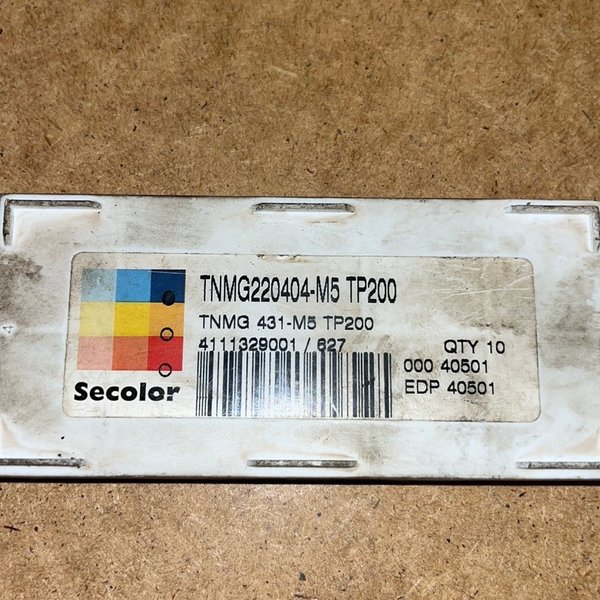 TNMG220404-M5 TP200
TNMG 431-M5 TP200
4111329001 / 627
QTY 10
000 40501
EDP 40501
Secolor